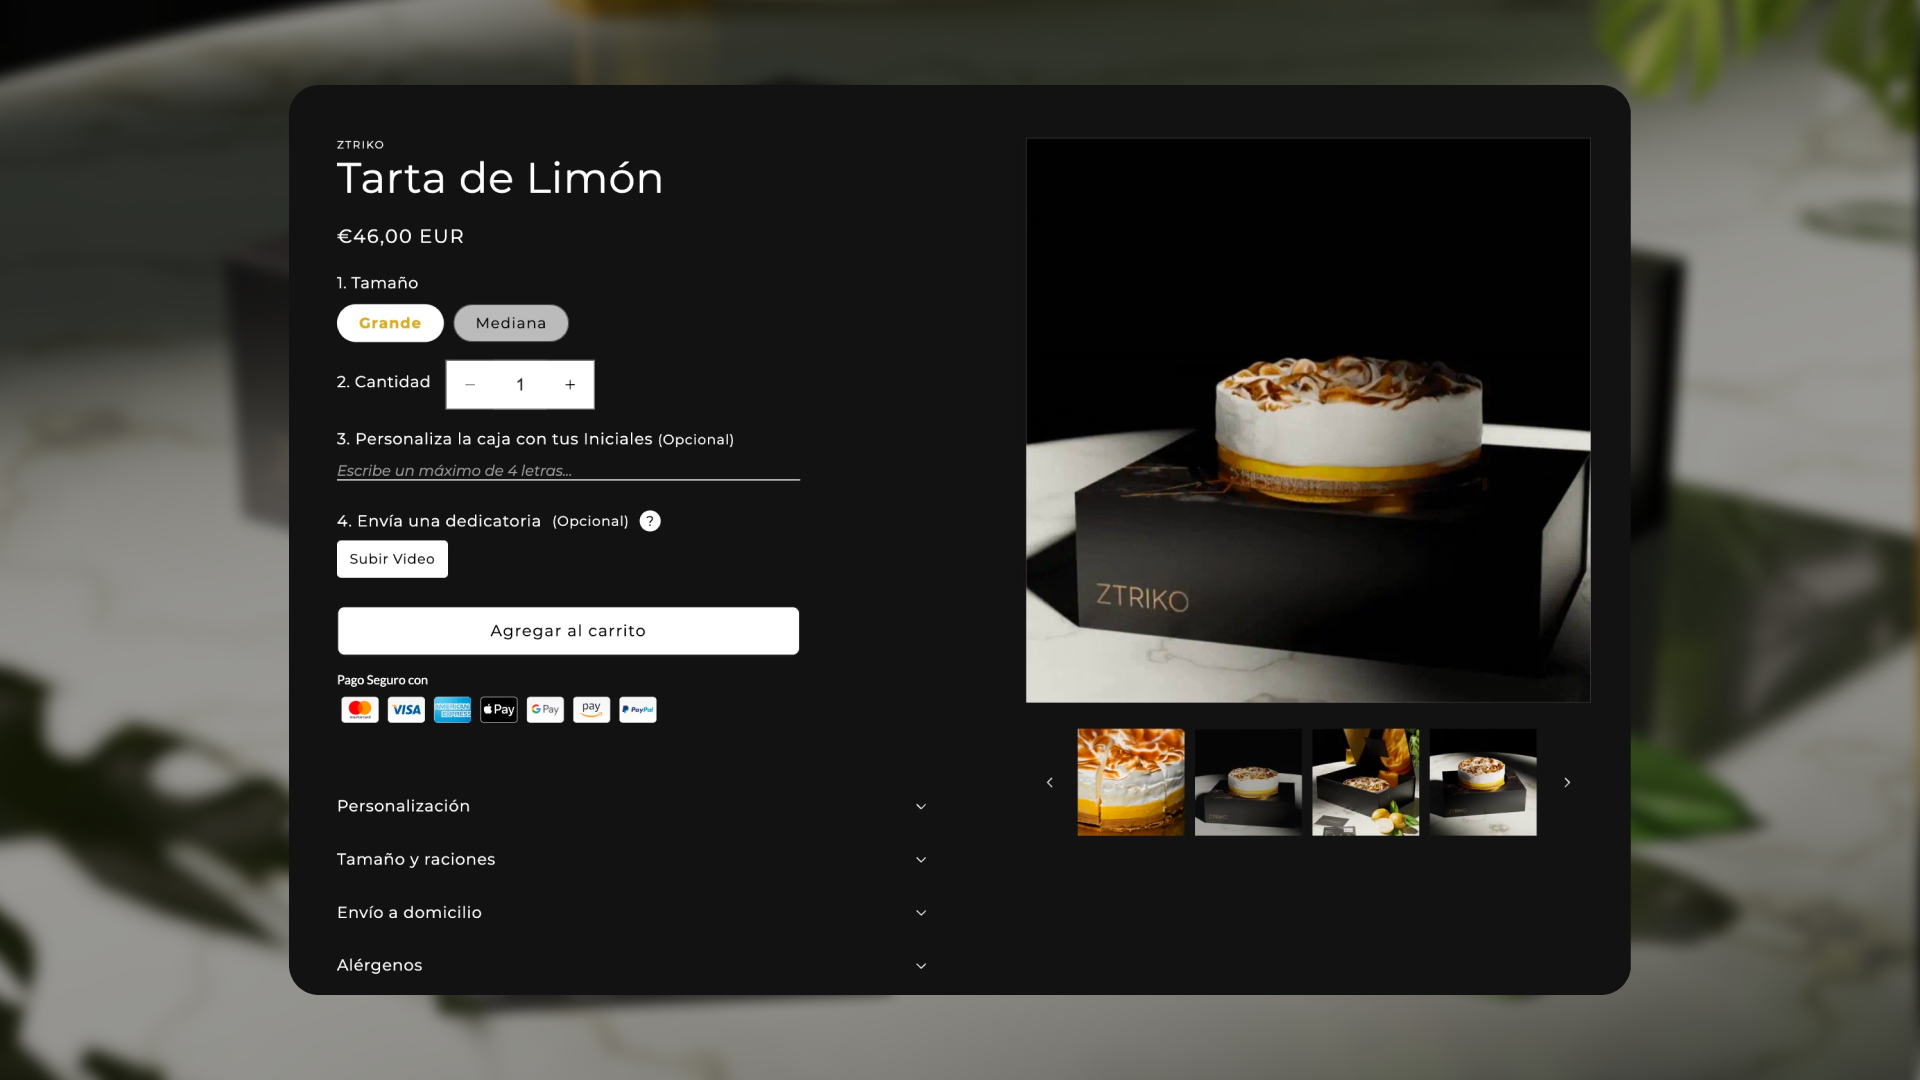 ZTRIKO
Tarta de Limón
€46,00 EUR
1. Tamaño
Grande Mediana
2. Cantidad − 1 +
3. Personaliza la caja con tus Iniciales (Opcional)
Escribe un máximo de 4 letras...
4. Envía una dedicatoria (Opcional) ?
Subir Video
Agregar al carrito
Pago Seguro con
mastercard VISA AMERICAN EXPRESS Pay G Pay pay PayPal
Personalización
Tamaño y raciones
Envío a domicilio
Alérgenos
ZTRIKO